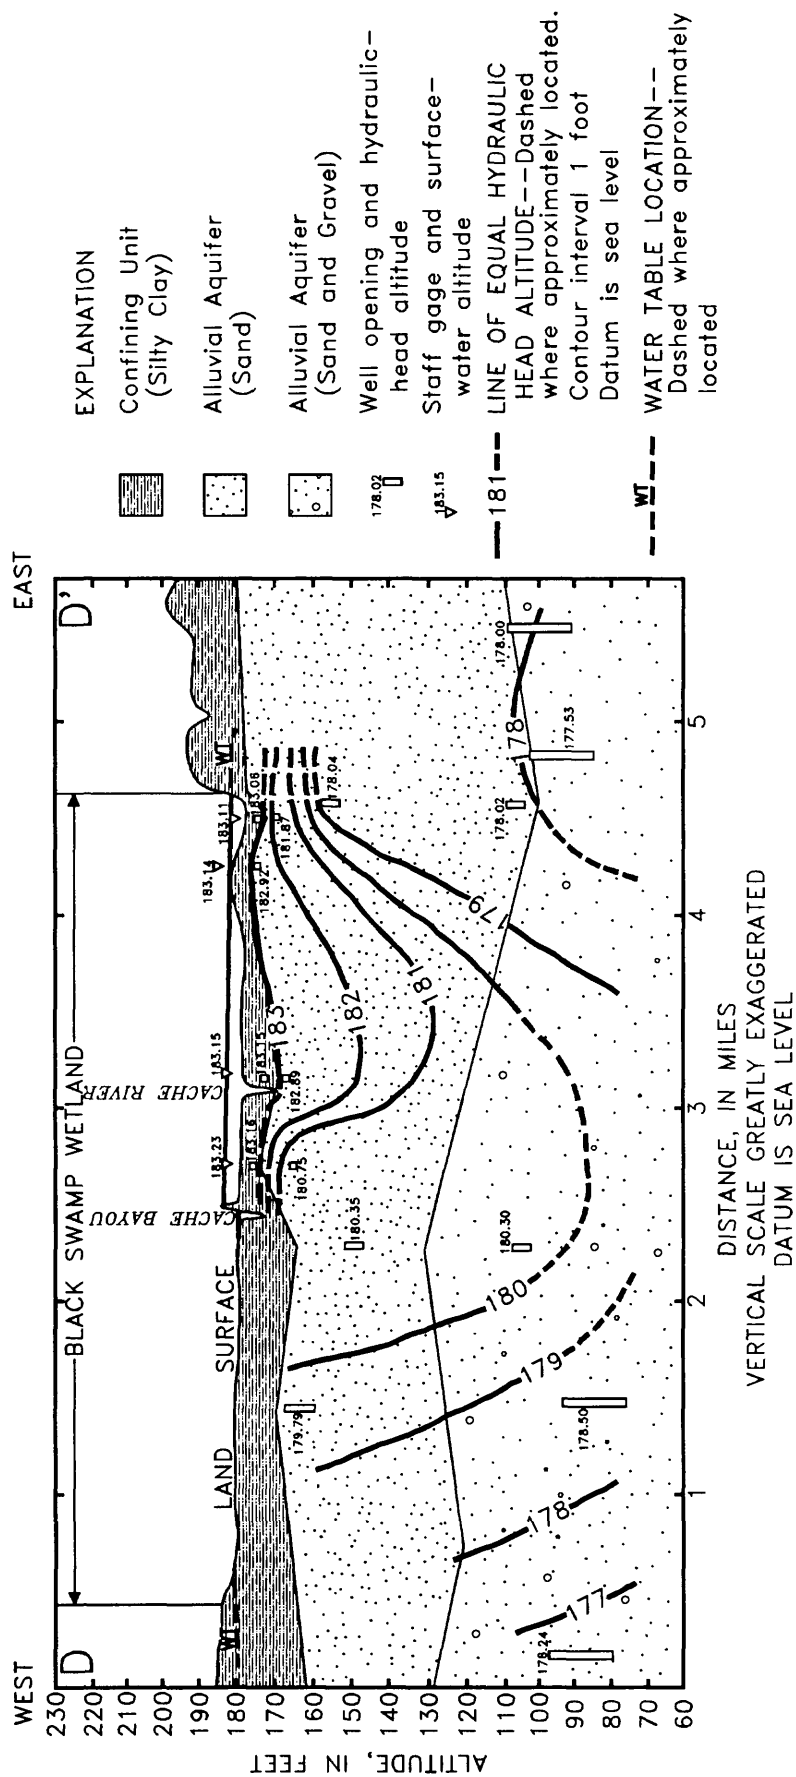 WEST
EAST
D
D'
230
220
210
200
190
180
170
160
150
140
130
120
110
100
90
80
70
60
ALTITUDE, IN FEET
BLACK SWAMP WETLAND
LAND SURFACE
CACHE BAYOU
CACHE RIVER
WT
WT
183.23
183.15
183.14
183.11
183.16
183.15
182.92
183.08
180.75
182.89
181.87
178.04
180.35
179.79
180.30
178.02
178.00
177.53
178.50
178.24
183
182
181
179
180
179
178
177
78
1
2
3
4
5
DISTANCE, IN MILES
VERTICAL SCALE GREATLY EXAGGERATED
DATUM IS SEA LEVEL
EXPLANATION
Confining Unit
(Silty Clay)
Alluvial Aquifer
(Sand)
Alluvial Aquifer
(Sand and Gravel)
178.02
Well opening and hydraulic-
head altitude
183.15
Staff gage and surface-
water altitude
181
LINE OF EQUAL HYDRAULIC
HEAD ALTITUDE--Dashed
where approximately located.
Contour interval 1 foot
Datum is sea level
WT
WATER TABLE LOCATION--
Dashed where approximately
located